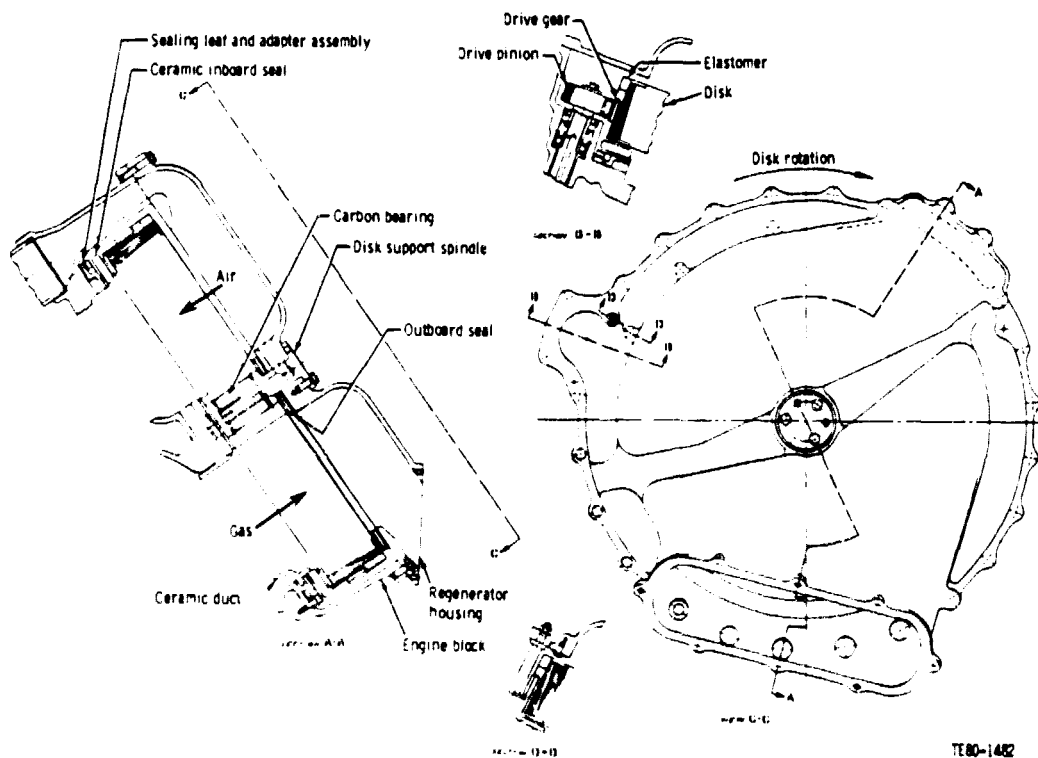 Sealing leaf and adapter assembly
Ceramic inboard seal
Air
Carbon bearing
Disk support spindle
Outboard seal
Gas
Ceramic duct
Regenerator
housing
Engine block
Drive gear
Drive pinion
Elastomer
Disk
Disk rotation
A
A
TE80-1482